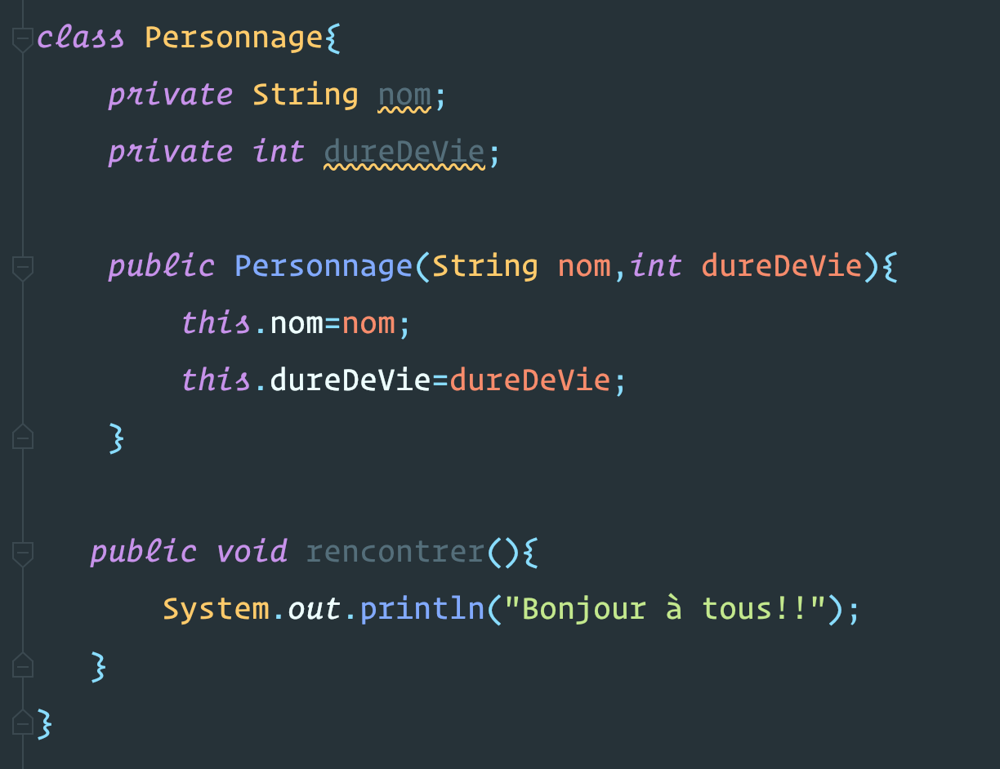 class Personnage{
private String nom;
private int dureDeVie;
public Personnage(String nom,int dureDeVie){
this.nom=nom;
this.dureDeVie=dureDeVie;
}
public void rencontrer(){
System.out.println("Bonjour à tous!!");
}
}